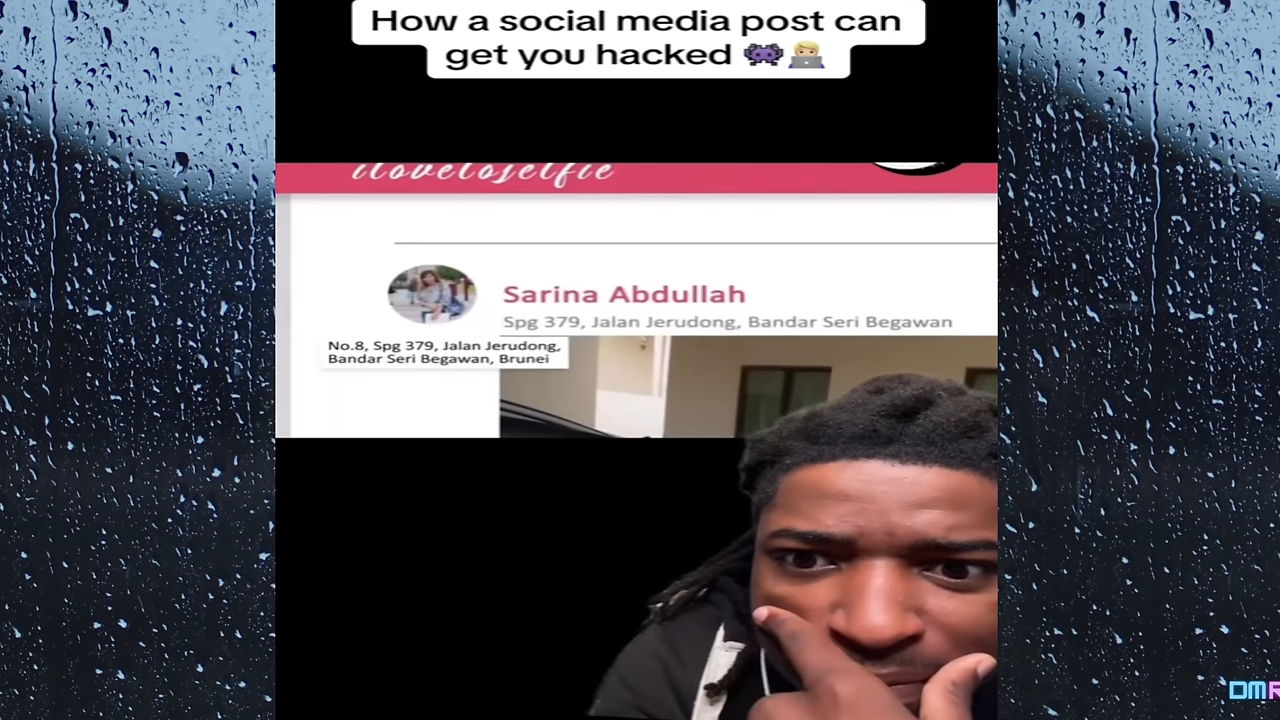 How a social media post can
get you hacked 👾🧑🏼‍💻
ilovetoselfie
Sarina Abdullah
Spg 379, Jalan Jerudong, Bandar Seri Begawan
No.8, Spg 379, Jalan Jerudong,
Bandar Seri Begawan, Brunei